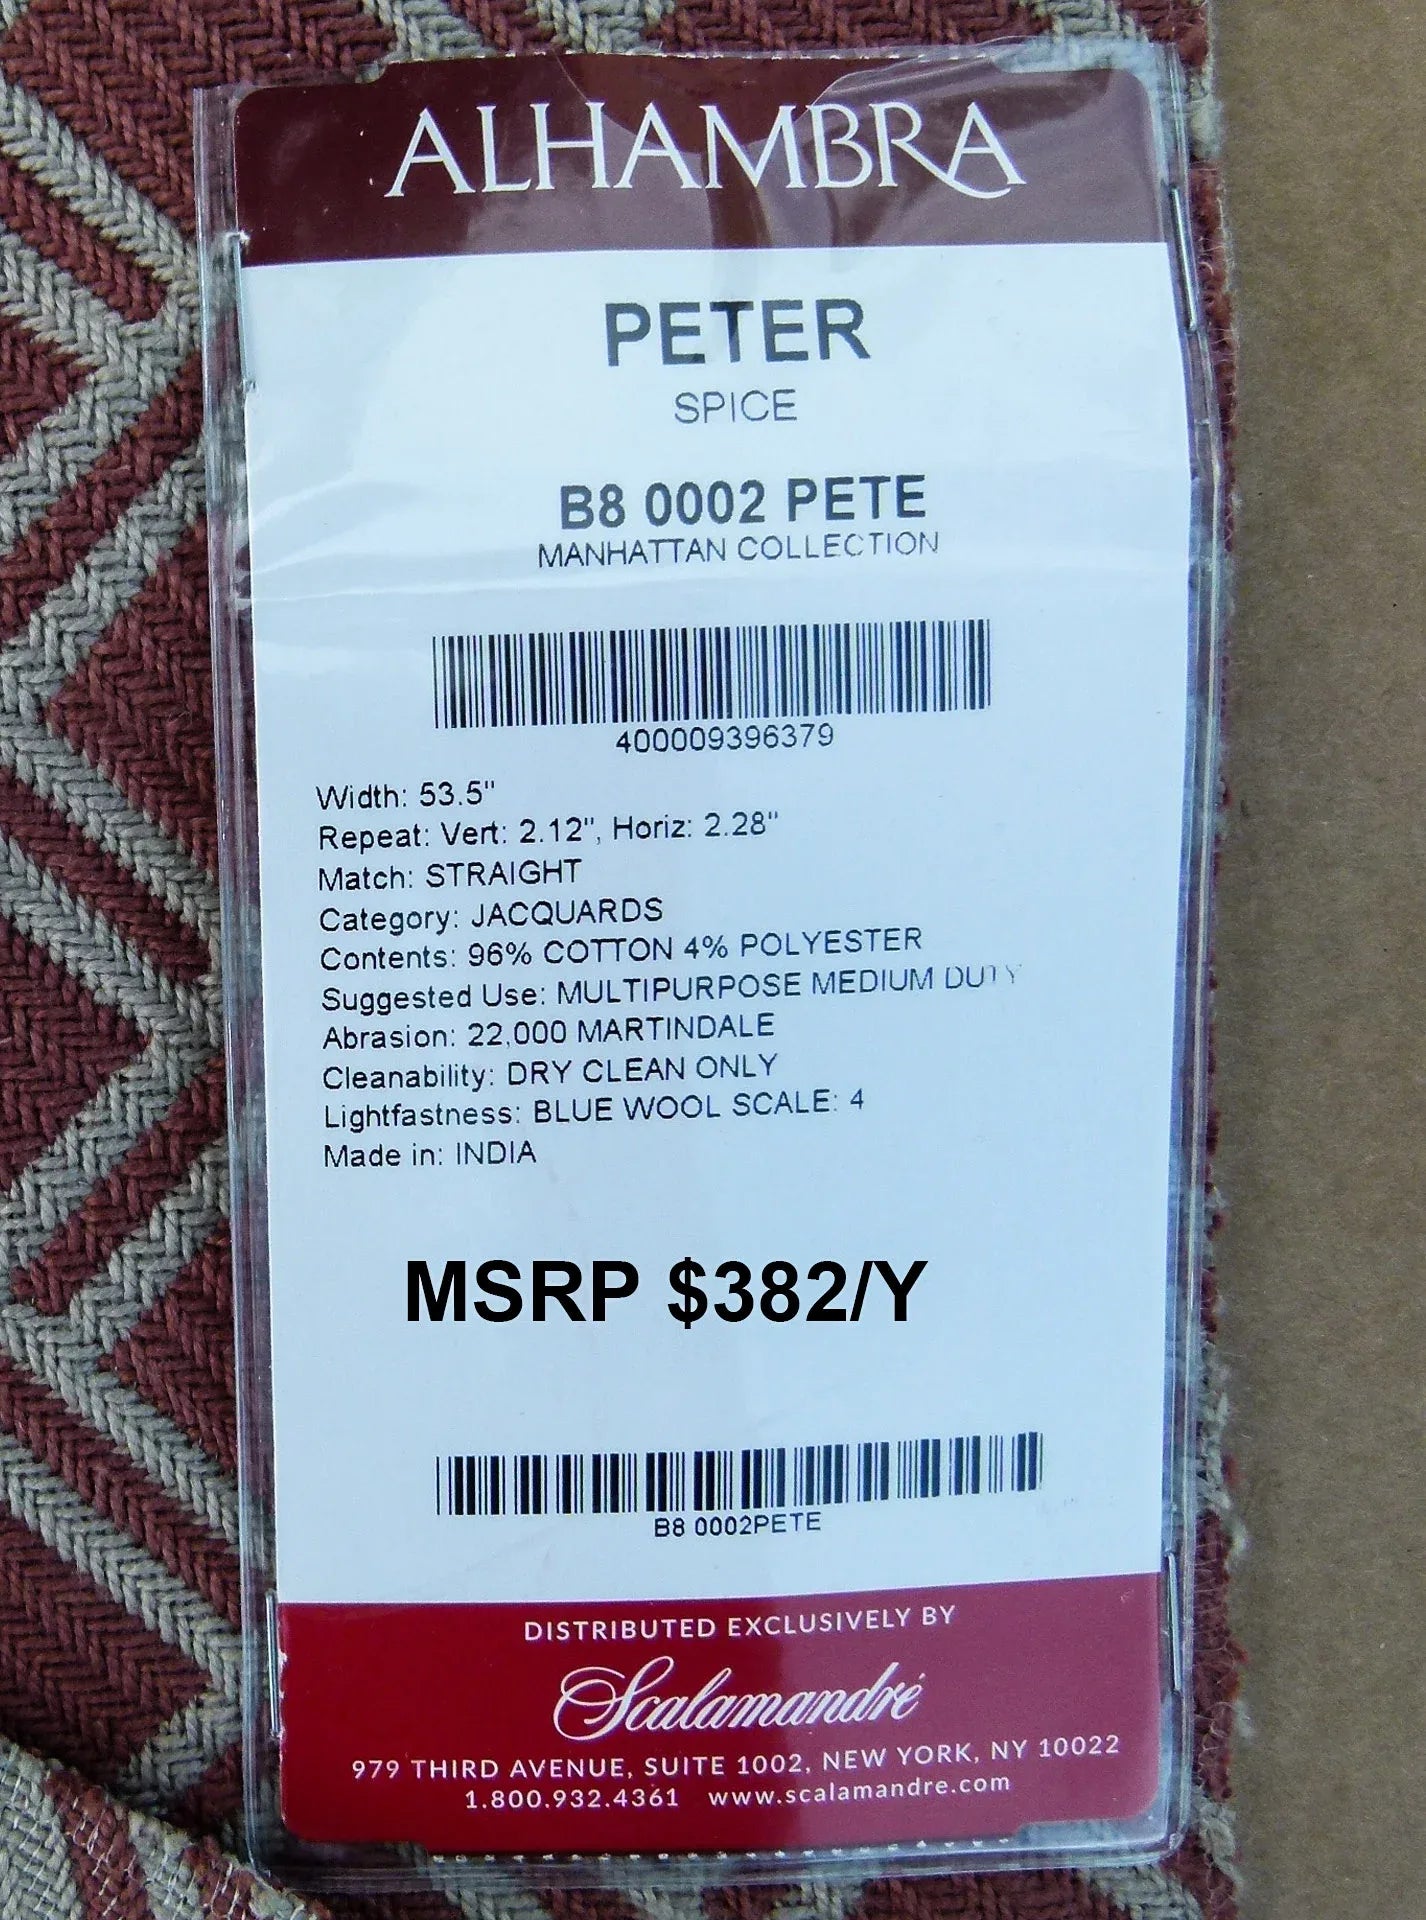 ALHAMBRA
PETER
SPICE
B8 0002 PETE
MANHATTAN COLLECTION
400009396379
Width: 53.5"
Repeat: Vert: 2.12", Horiz: 2.28"
Match: STRAIGHT
Category: JACQUARDS
Contents: 96% COTTON 4% POLYESTER
Suggested Use: MULTIPURPOSE MEDIUM DUTY
Abrasion: 22,000 MARTINDALE
Cleanability: DRY CLEAN ONLY
Lightfastness: BLUE WOOL SCALE: 4
Made in: INDIA
MSRP $382/Y
B8 0002PETE
DISTRIBUTED EXCLUSIVELY BY
Scalamandré
979 THIRD AVENUE, SUITE 1002, NEW YORK, NY 10022
1.800.932.4361 www.scalamandre.com